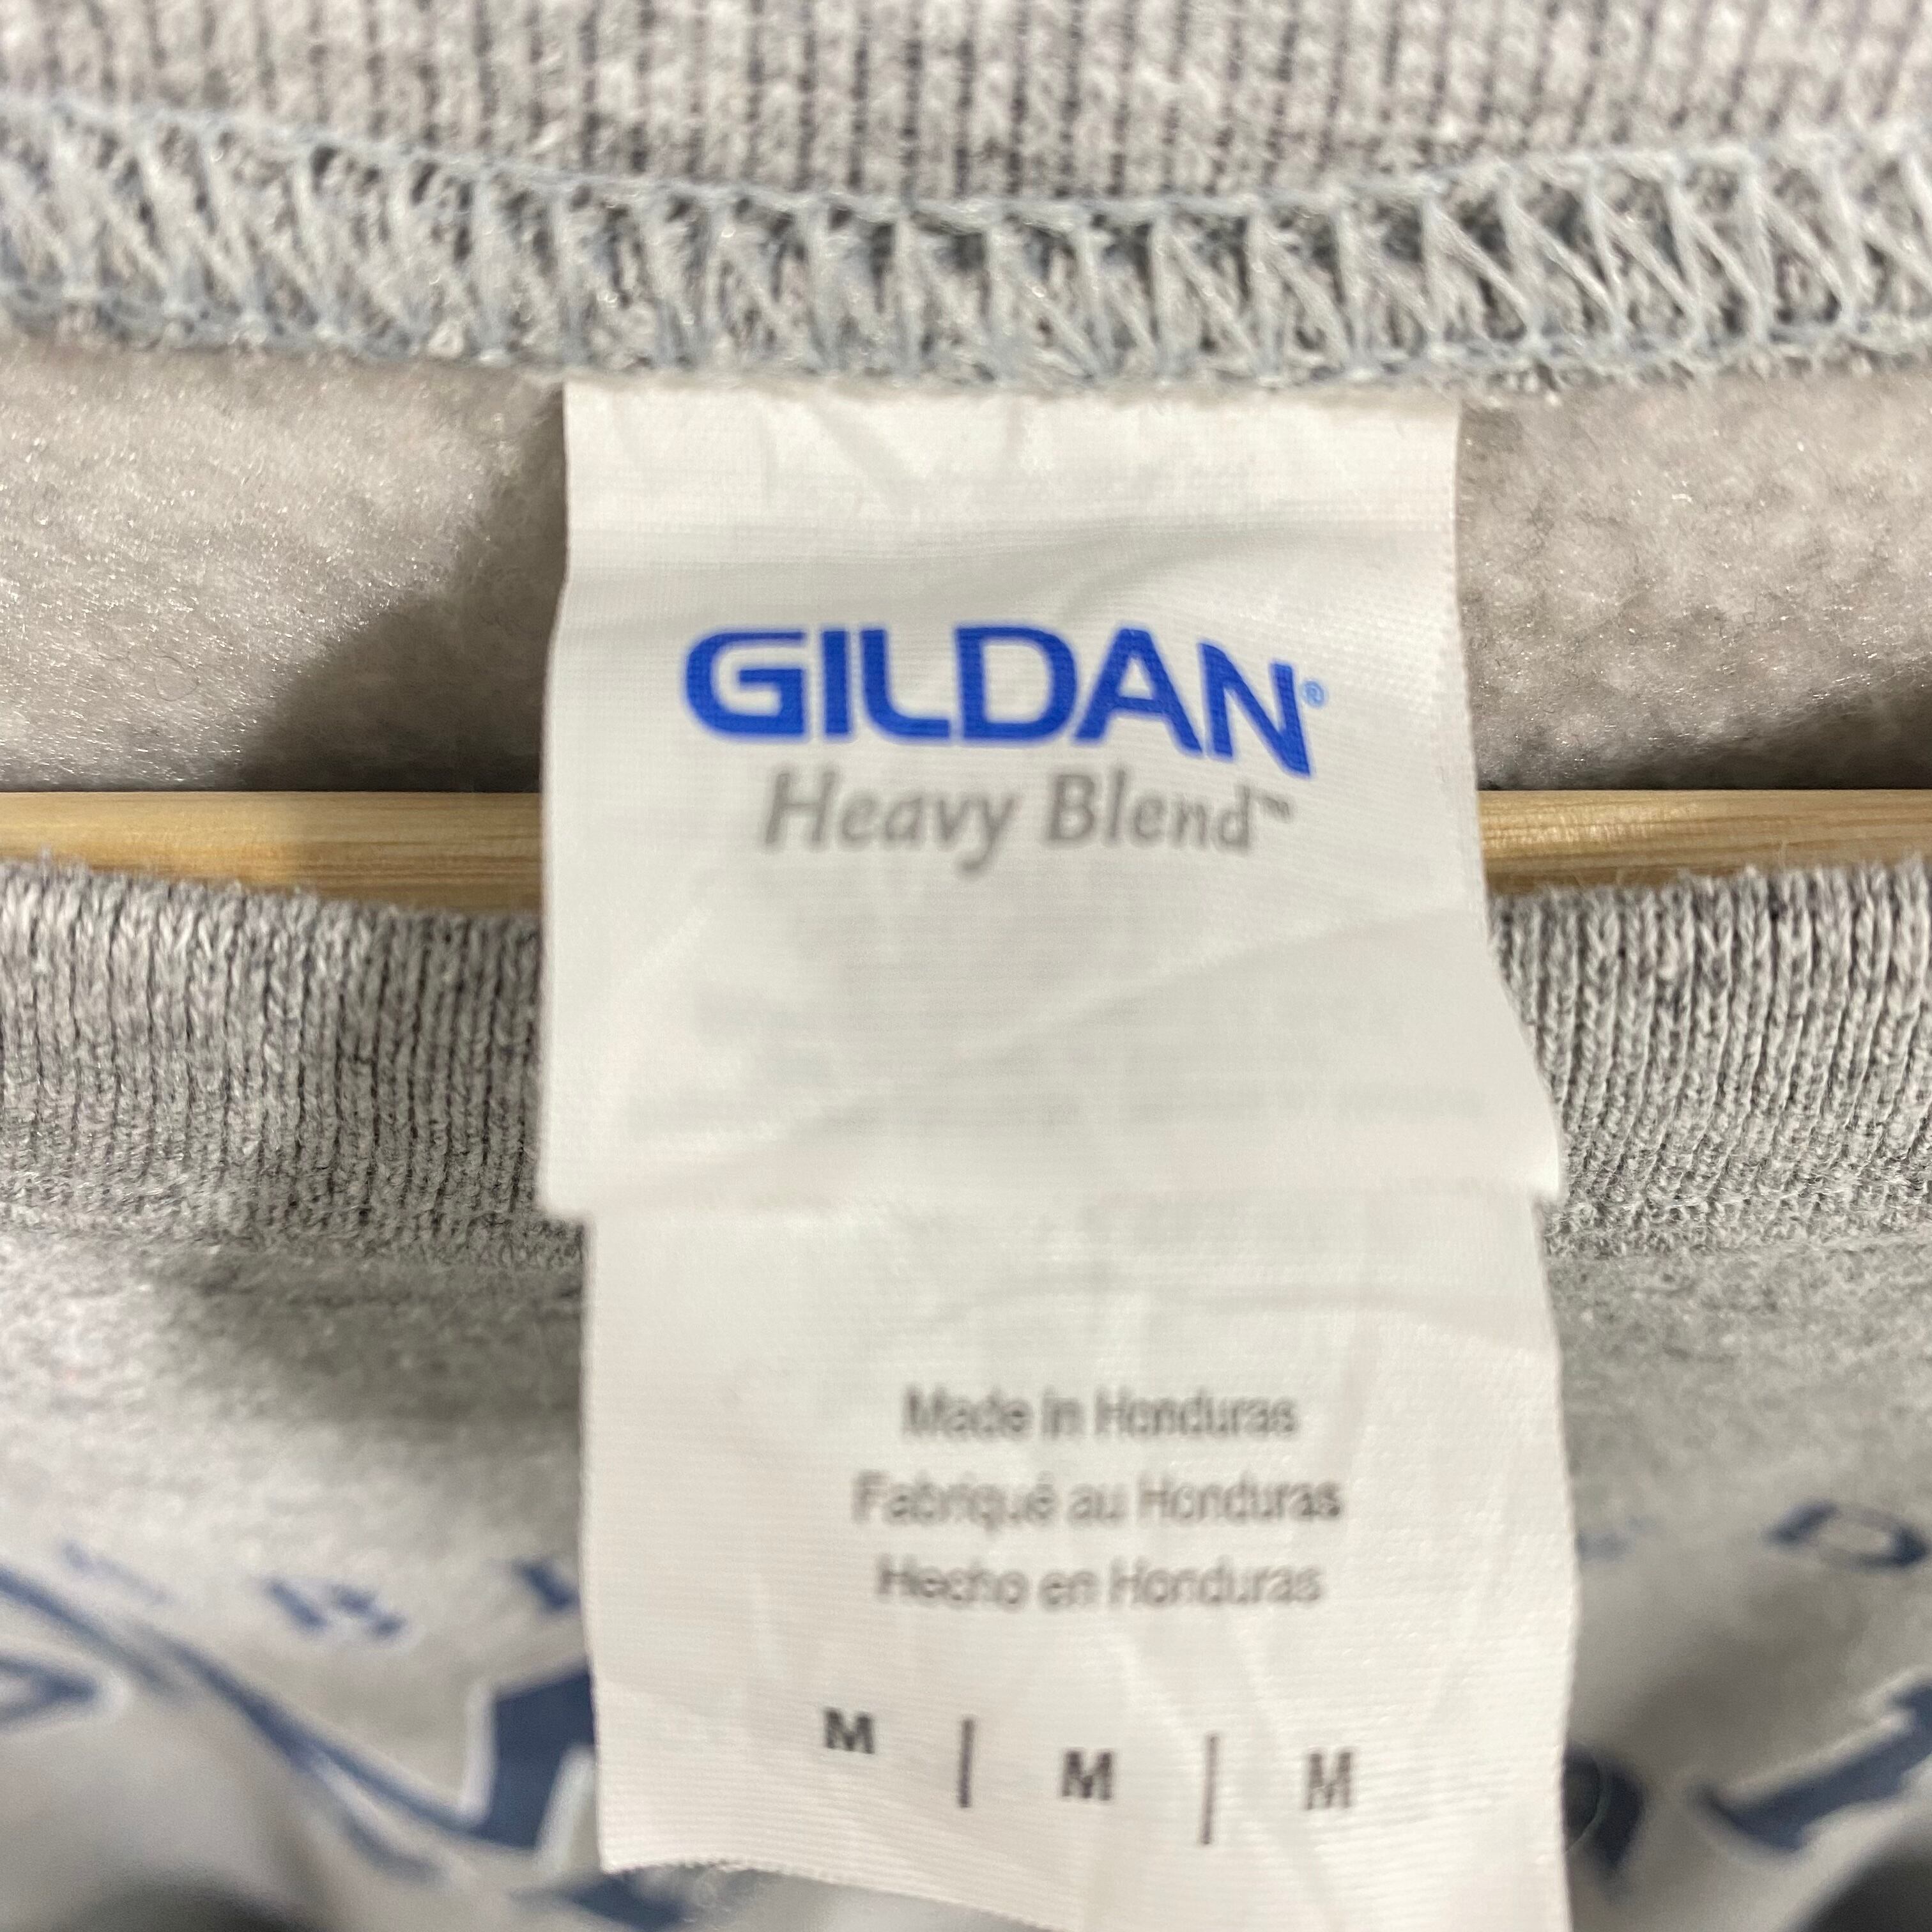 GILDAN®
Heavy Blend™
Made in Honduras
Fabriqué au Honduras
Hecho en Honduras
M | M | M